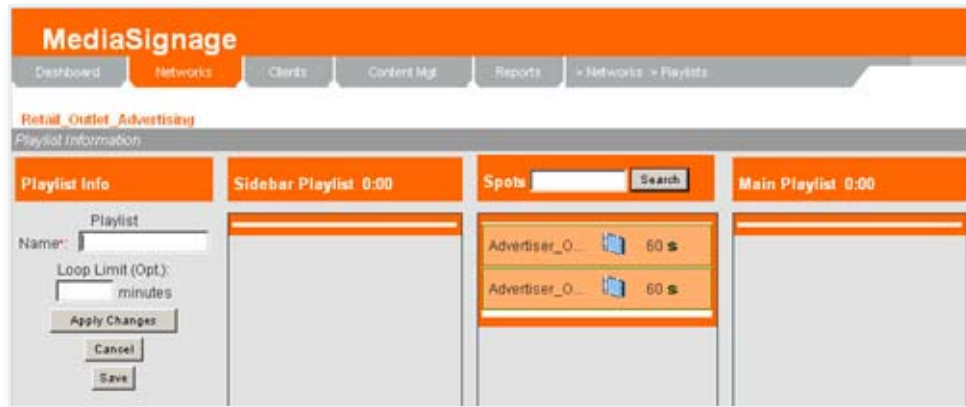 MediaSignage
Dashboard Networks Clients Content Mgt Reports > Networks > Playlists
Retail_Outlet_Advertising
Playlist Information
Playlist Info
Playlist
Name*:
Loop Limit (Opt.):
minutes
Apply Changes
Cancel
Save
Sidebar Playlist 0:00
Spots Search
Advertiser_O... 60 s
Advertiser_O... 60 s
Main Playlist 0:00